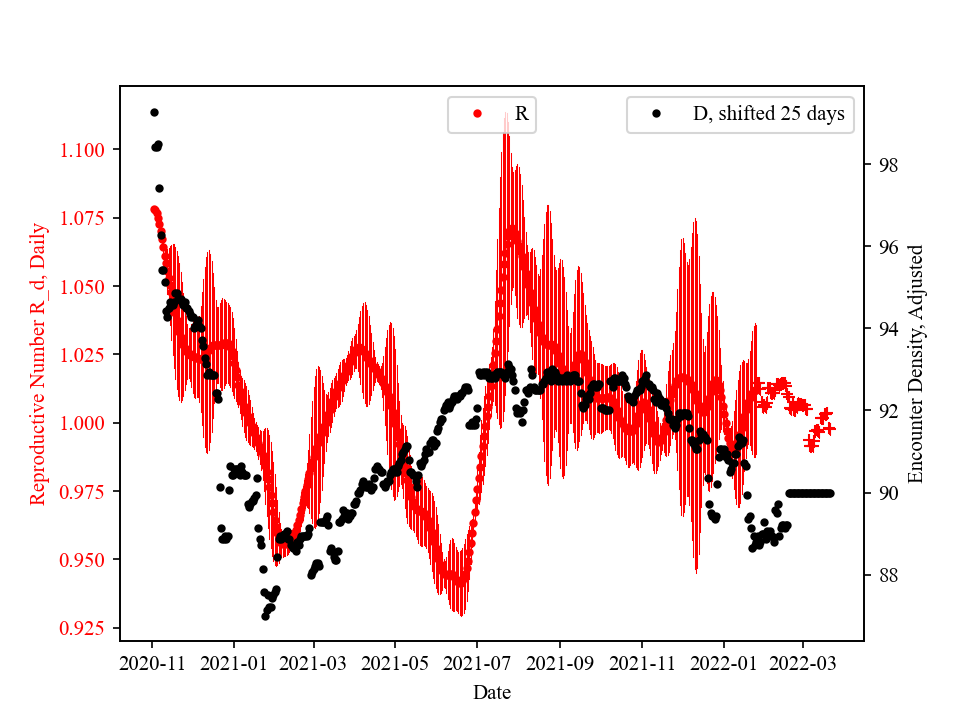 R
D, shifted 25 days
Reproductive Number R_d, Daily
1.100
1.075
1.050
1.025
1.000
0.975
0.950
0.925
98
96
94
92
90
88
Encounter Density, Adjusted
2020-11 2021-01 2021-03 2021-05 2021-07 2021-09 2021-11 2022-01 2022-03
Date